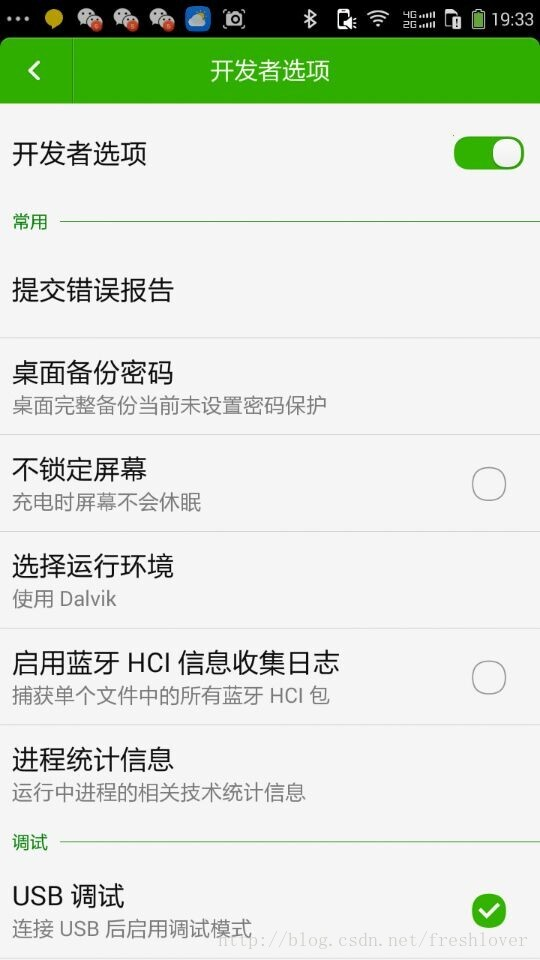 4G 2G 19:33
开发者选项
开发者选项
常用
提交错误报告
桌面备份密码
桌面完整备份当前未设置密码保护
不锁定屏幕
充电时屏幕不会休眠
选择运行环境
使用 Dalvik
启用蓝牙 HCI 信息收集日志
捕获单个文件中的所有蓝牙 HCI 包
进程统计信息
运行中进程的相关技术统计信息
调试
USB 调试
连接 USB 后启用调试模式
http://blog.csdn.net/freshlover